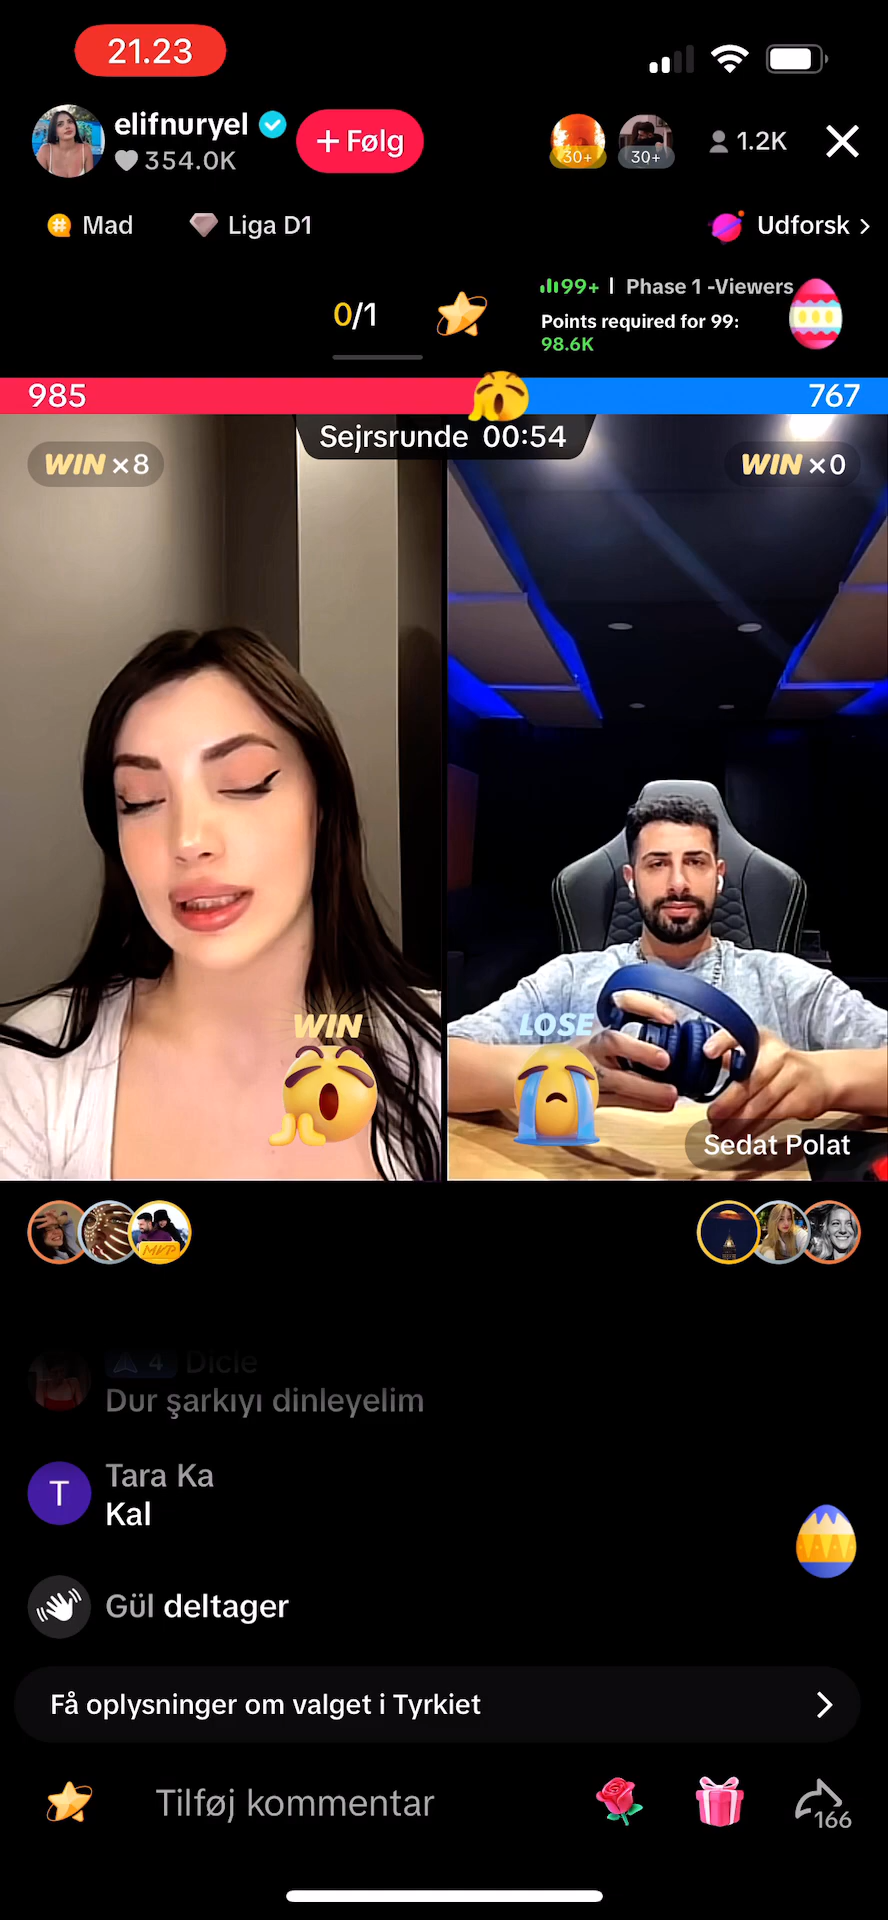 21.23
elifnuryel
+ Følg
354.0K
30+
30+
1.2K
Mad
Liga D1
Udforsk >
0/1
99+ | Phase 1 -Viewers
Points required for 99:
98.6K
985
767
Sejrsrunde 00:54
WIN ×8
WIN ×0
WIN
LOSE
Sedat Polat
MVP
4 Dicle
Dur şarkıyı dinleyelim
T
Tara Ka
Kal
Gül deltager
Få oplysninger om valget i Tyrkiet
Tilføj kommentar
166